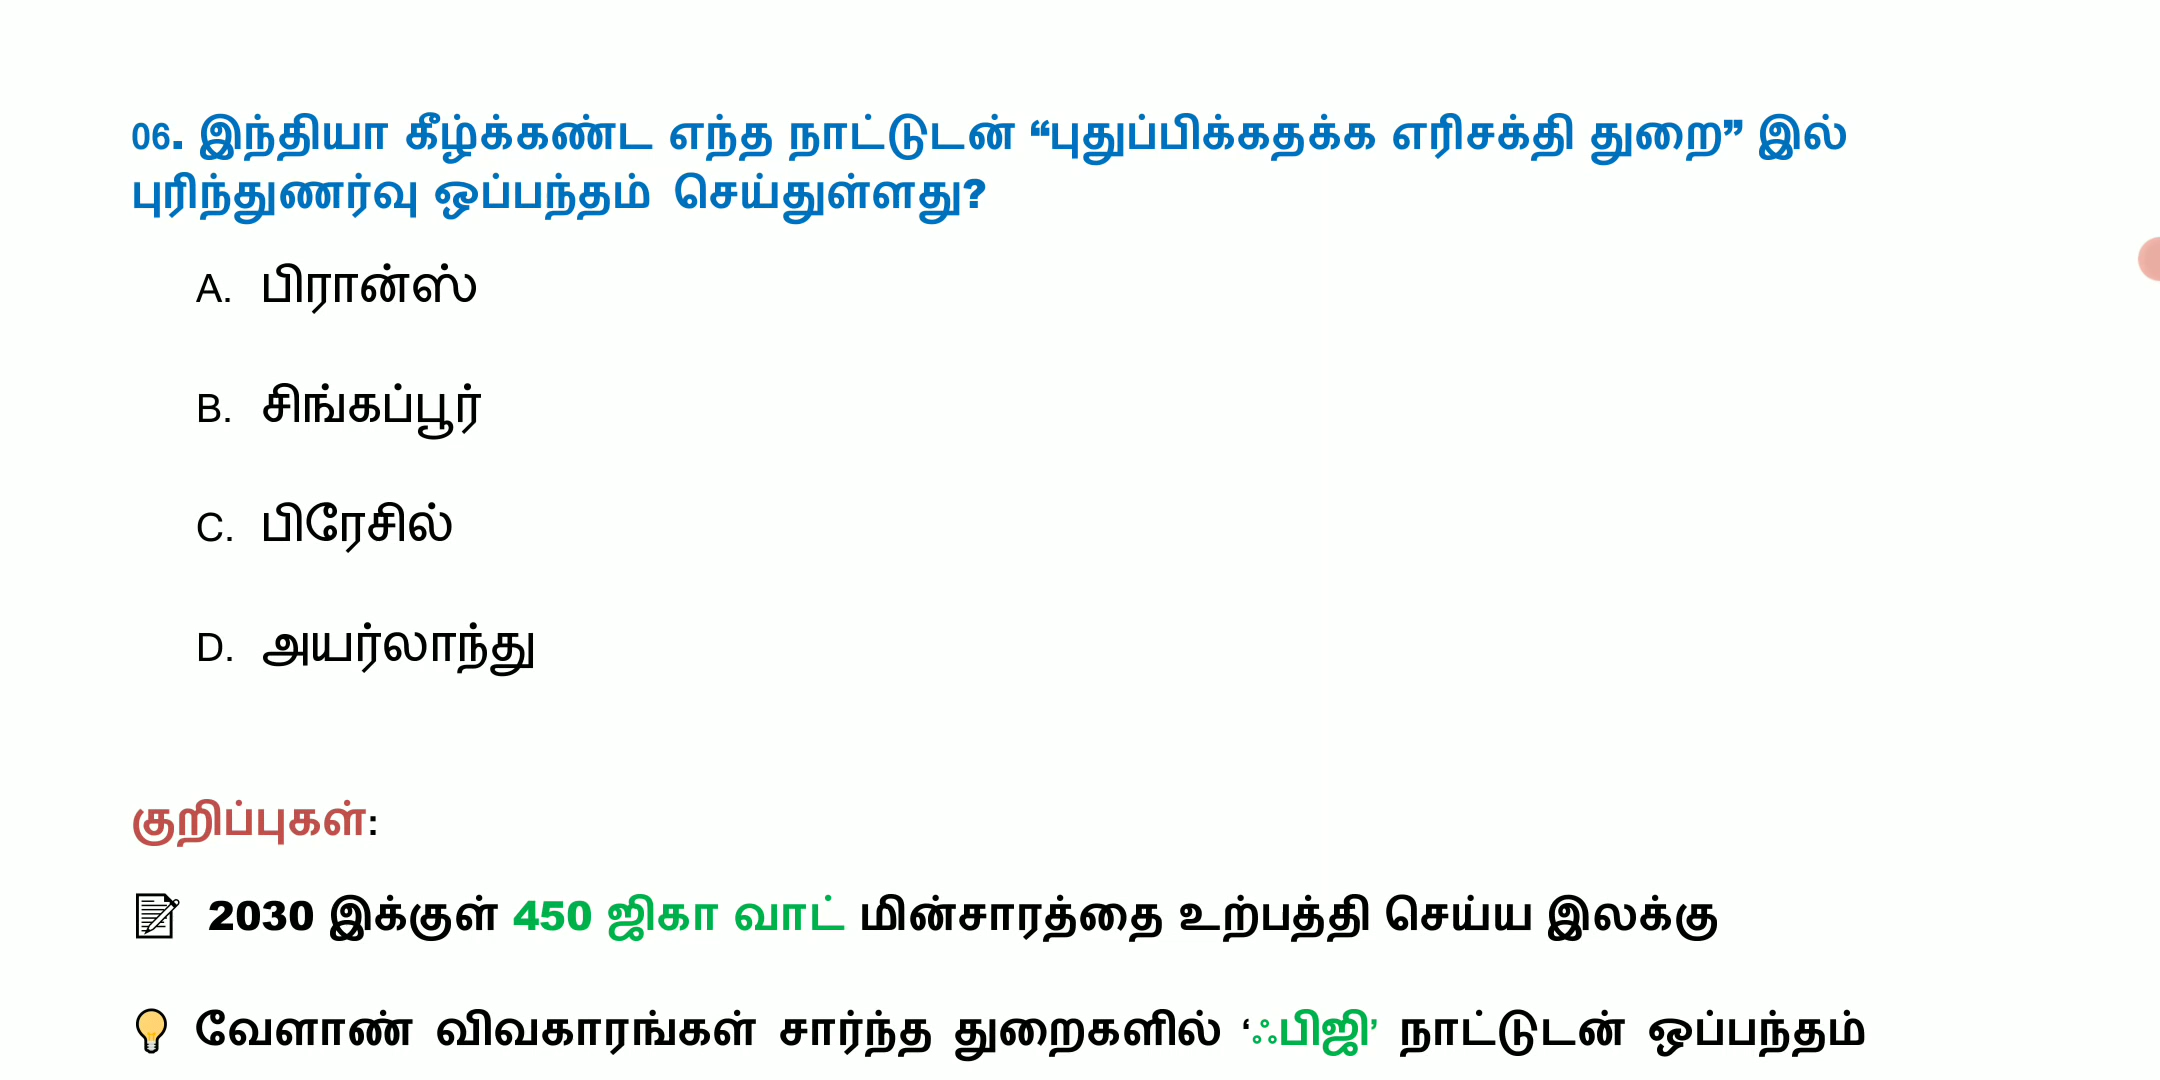 06. இந்தியா கீழ்க்கண்ட எந்த நாட்டுடன் “புதுப்பிக்கதக்க எரிசக்தி துறை” இல்
புரிந்துணர்வு ஒப்பந்தம் செய்துள்ளது?
A. பிரான்ஸ்
B. சிங்கப்பூர்
C. பிரேசில்
D. அயர்லாந்து
குறிப்புகள்:
2030 இக்குள் 450 ஜிகா வாட் மின்சாரத்தை உற்பத்தி செய்ய இலக்கு
வேளாண் விவகாரங்கள் சார்ந்த துறைகளில் ‘ஃபிஜி’ நாட்டுடன் ஒப்பந்தம்